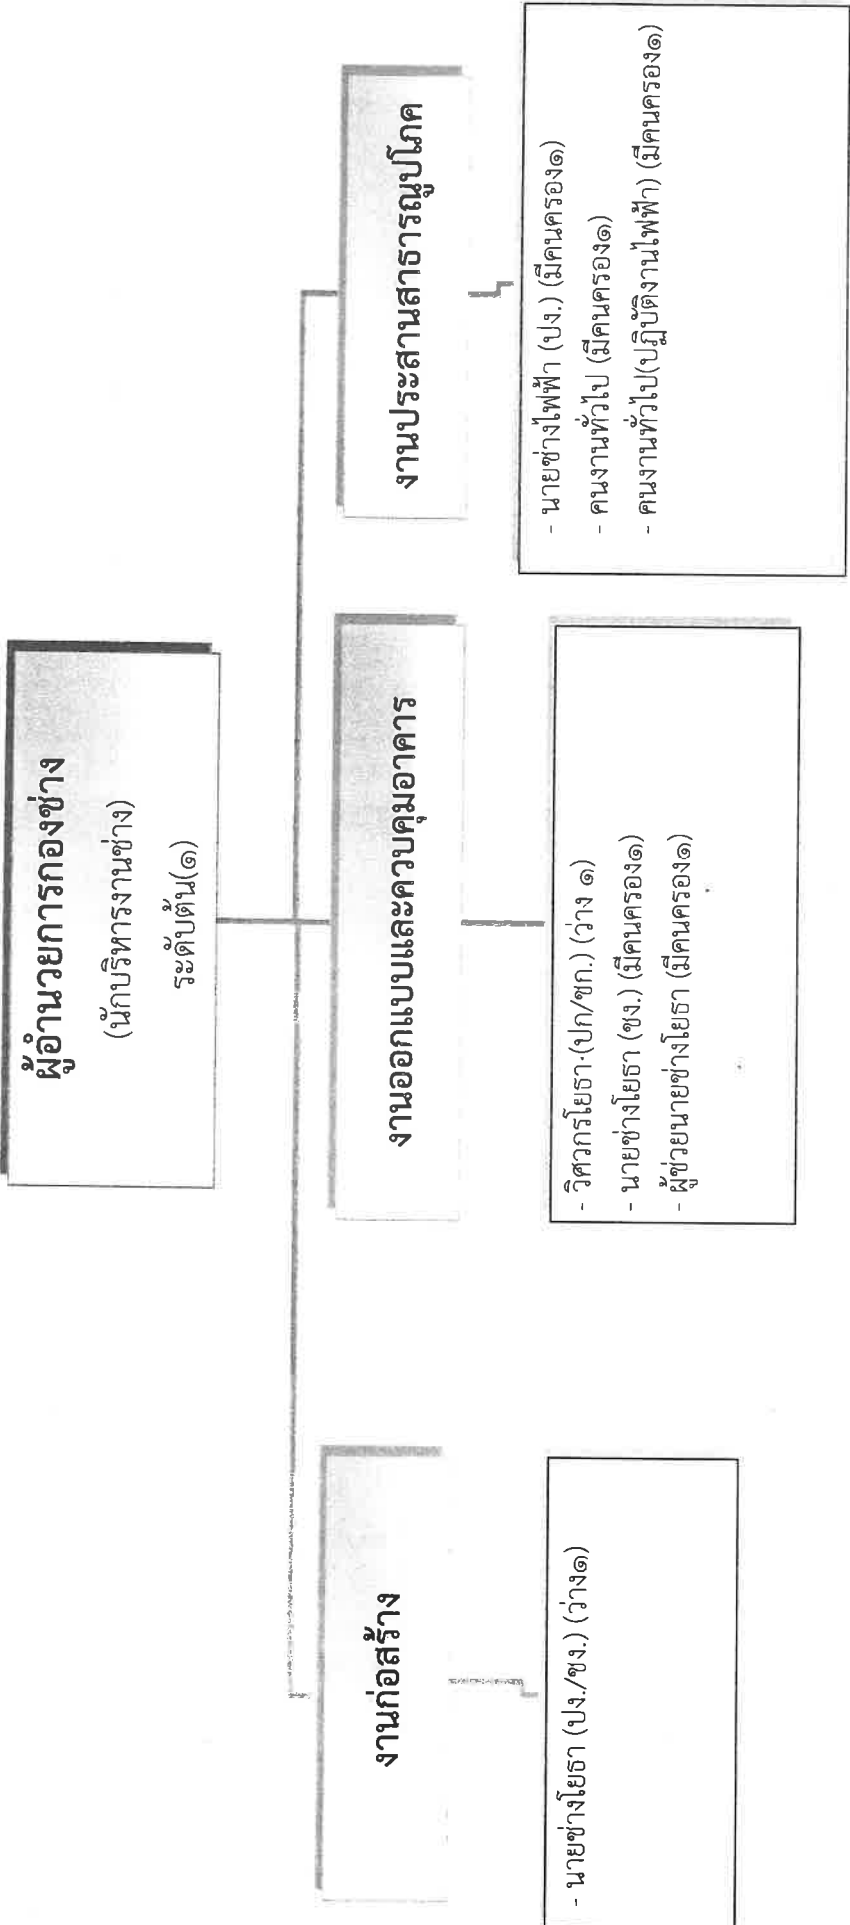 ผู้อำนวยการกองช่าง
(นักบริหารงานช่าง)
ระดับต้น(๑)
งานก่อสร้าง
- นายช่างโยธา (ปง./ชง.) (ว่าง๑)
งานออกแบบและควบคุมอาคาร
- วิศวกรโยธา (ปก/ชก.) (ว่าง ๑)
- นายช่างโยธา (ชง.) (มีคนครอง๑)
- ผู้ช่วยนายช่างโยธา (มีคนครอง๑)
งานประสานสาธารณูปโภค
- นายช่างไฟฟ้า (ปง.) (มีคนครอง๑)
- คนงานทั่วไป (มีคนครอง๑)
- คนงานทั่วไป(ปฏิบัติงานไฟฟ้า) (มีคนครอง๑)